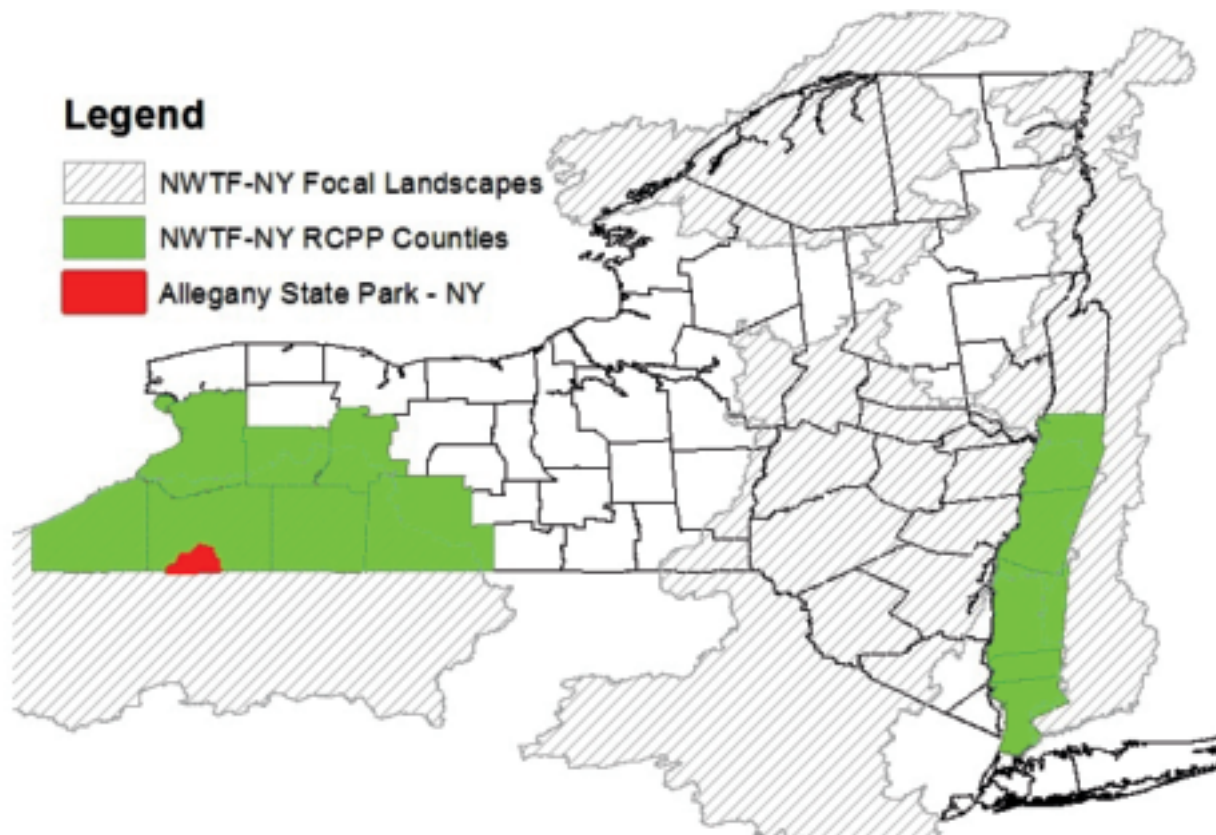 Legend
NWTF-NY Focal Landscapes
NWTF-NY RCPP Counties
Allegany State Park - NY